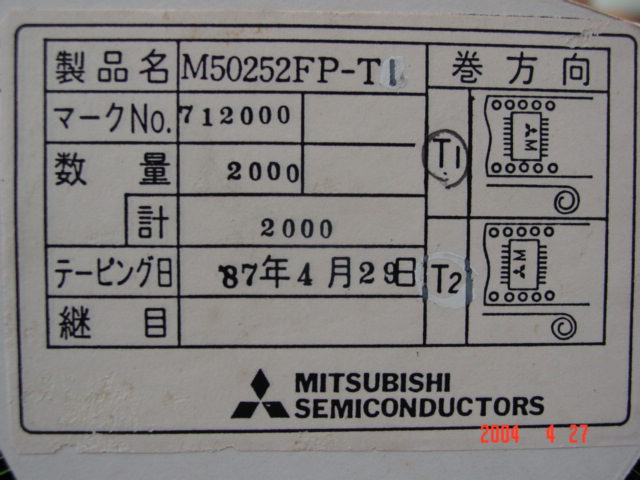 製品名 M50252FP-T1 巻方向
マークNo. 712000
T1
M
数量 2000
計 2000
テーピング日 87年4月29日
T2
M
継目
MITSUBISHI
SEMICONDUCTORS
2004 4 27